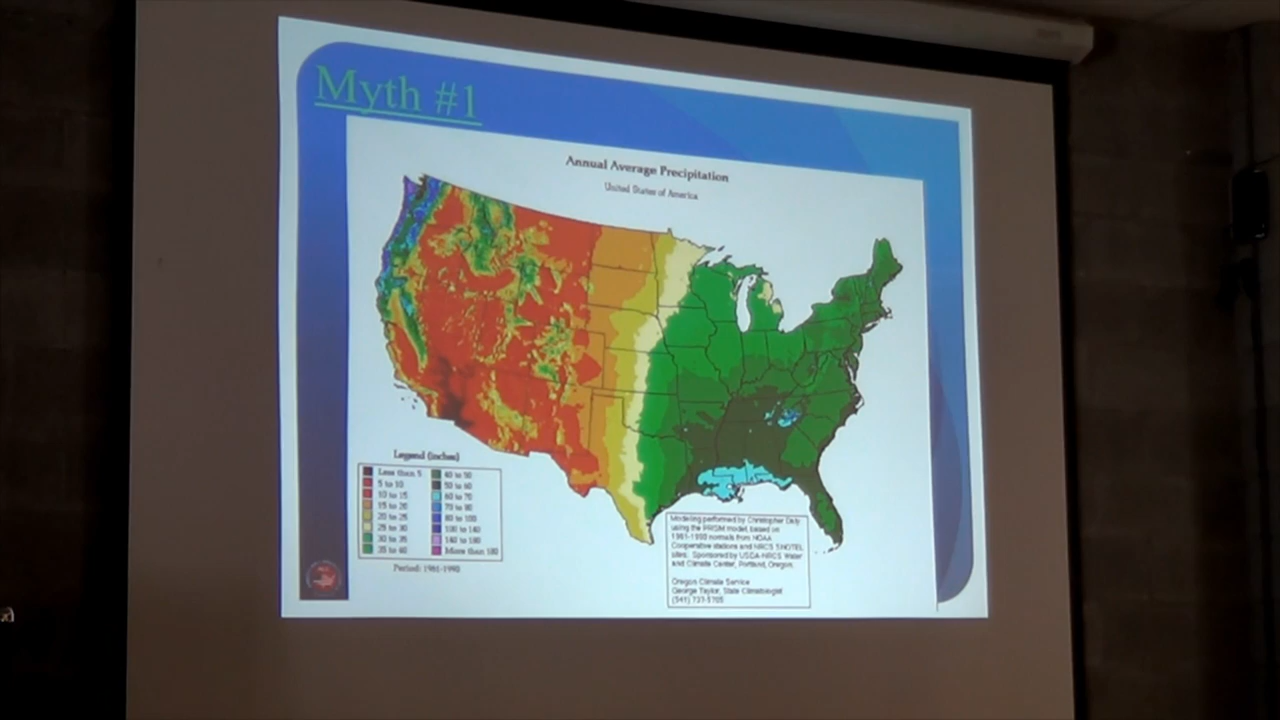 Myth #1
Annual Average Precipitation
United States of America
Legend (inches)
Less than 5
5 to 10
10 to 15
15 to 20
20 to 25
25 to 30
30 to 35
35 to 40
40 to 50
50 to 60
60 to 70
70 to 80
80 to 100
100 to 140
140 to 180
More than 180
Period: 1961-1990
Modeling performed by Christopher Daly
using the PRISM model, based on
1961-1990 normals from NOAA
Cooperative stations and NRCS SNOTEL
sites. Sponsored by USDA-NRCS Water
and Climate Center, Portland, Oregon.
Oregon Climate Service
George Taylor, State Climatologist
(541) 737-5705